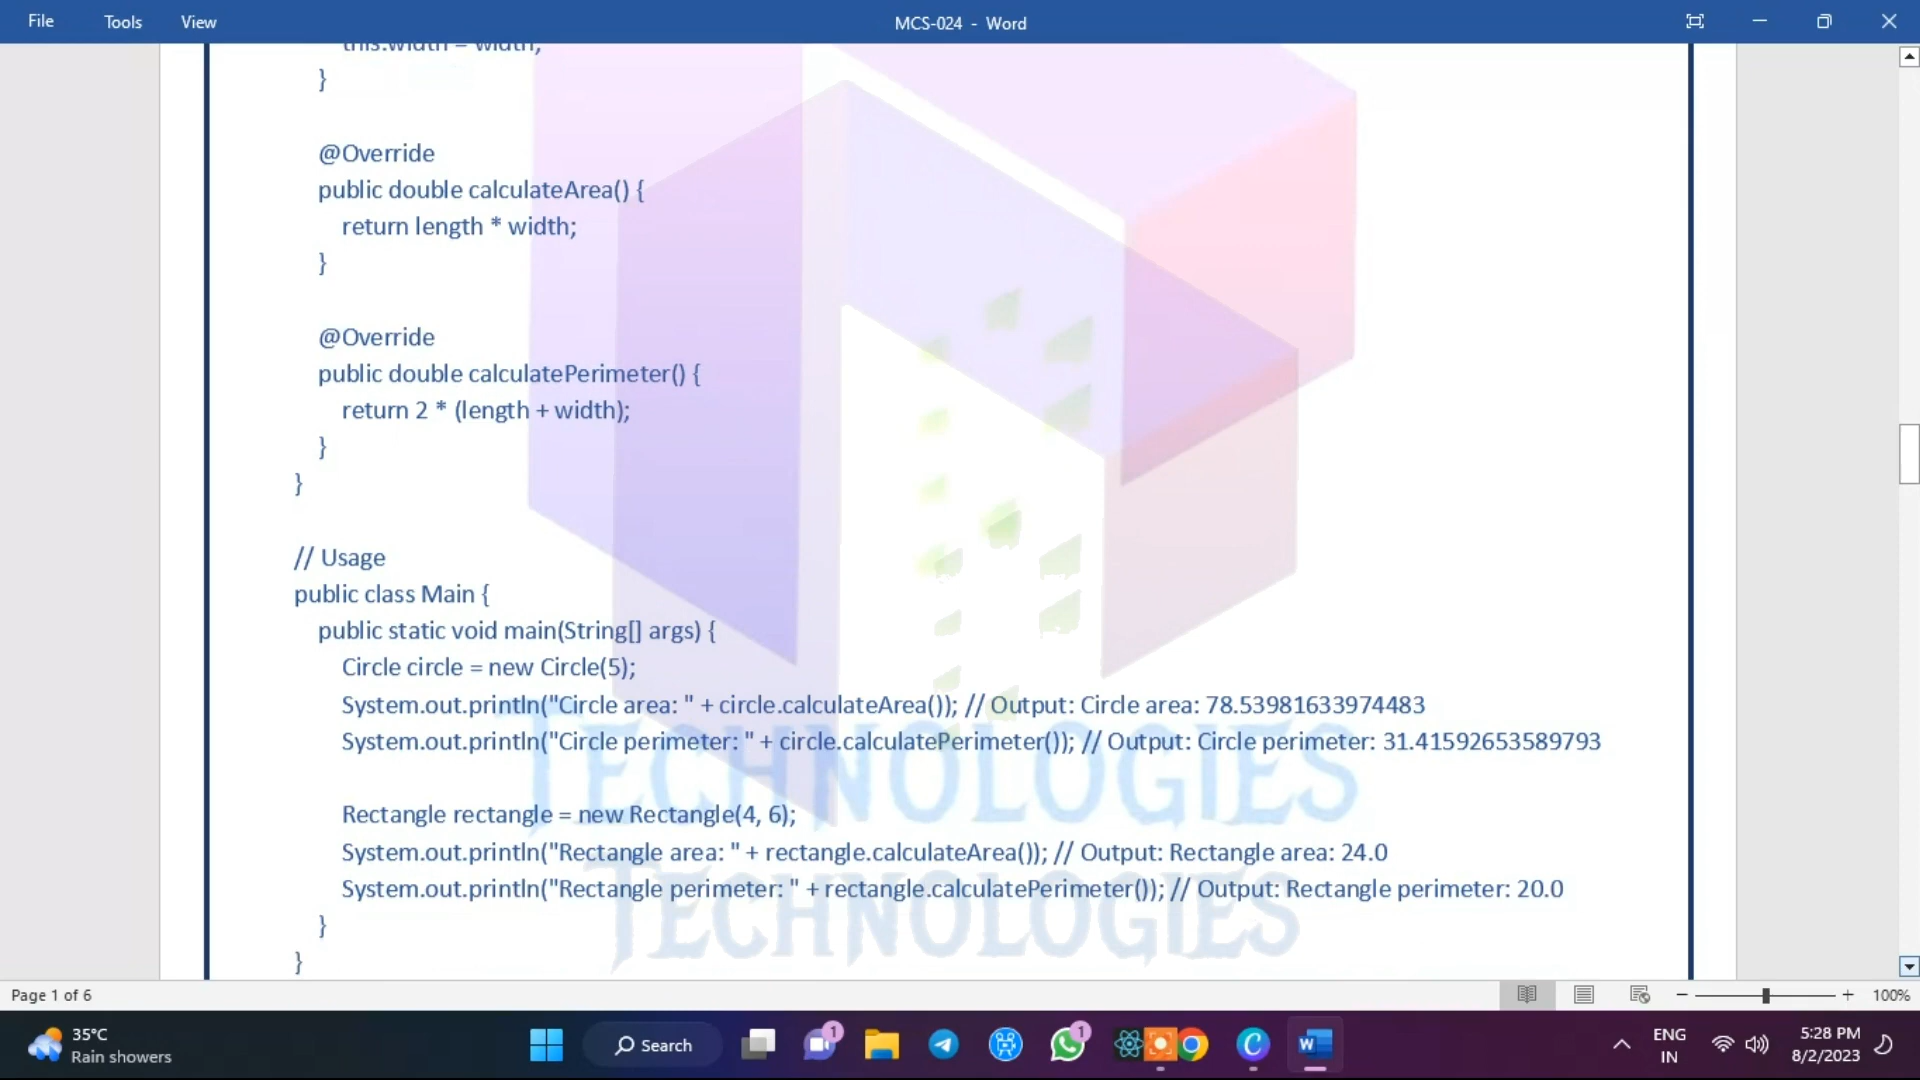 File Tools View MCS-024 - Word
this.width = width;
}
@Override
public double calculateArea() {
return length * width;
}
@Override
public double calculatePerimeter() {
return 2 * (length + width);
}
}
// Usage
public class Main {
public static void main(String[] args) {
Circle circle = new Circle(5);
System.out.println("Circle area: " + circle.calculateArea()); // Output: Circle area: 78.53981633974483
System.out.println("Circle perimeter: " + circle.calculatePerimeter()); // Output: Circle perimeter: 31.41592653589793
TECHNOLOGIES
Rectangle rectangle = new Rectangle(4, 6);
System.out.println("Rectangle area: " + rectangle.calculateArea()); // Output: Rectangle area: 24.0
System.out.println("Rectangle perimeter: " + rectangle.calculatePerimeter()); // Output: Rectangle perimeter: 20.0
TECHNOLOGIES
}
}
Page 1 of 6 100%
35°C
Rain showers
Search
1
1
ENG
IN
5:28 PM
8/2/2023